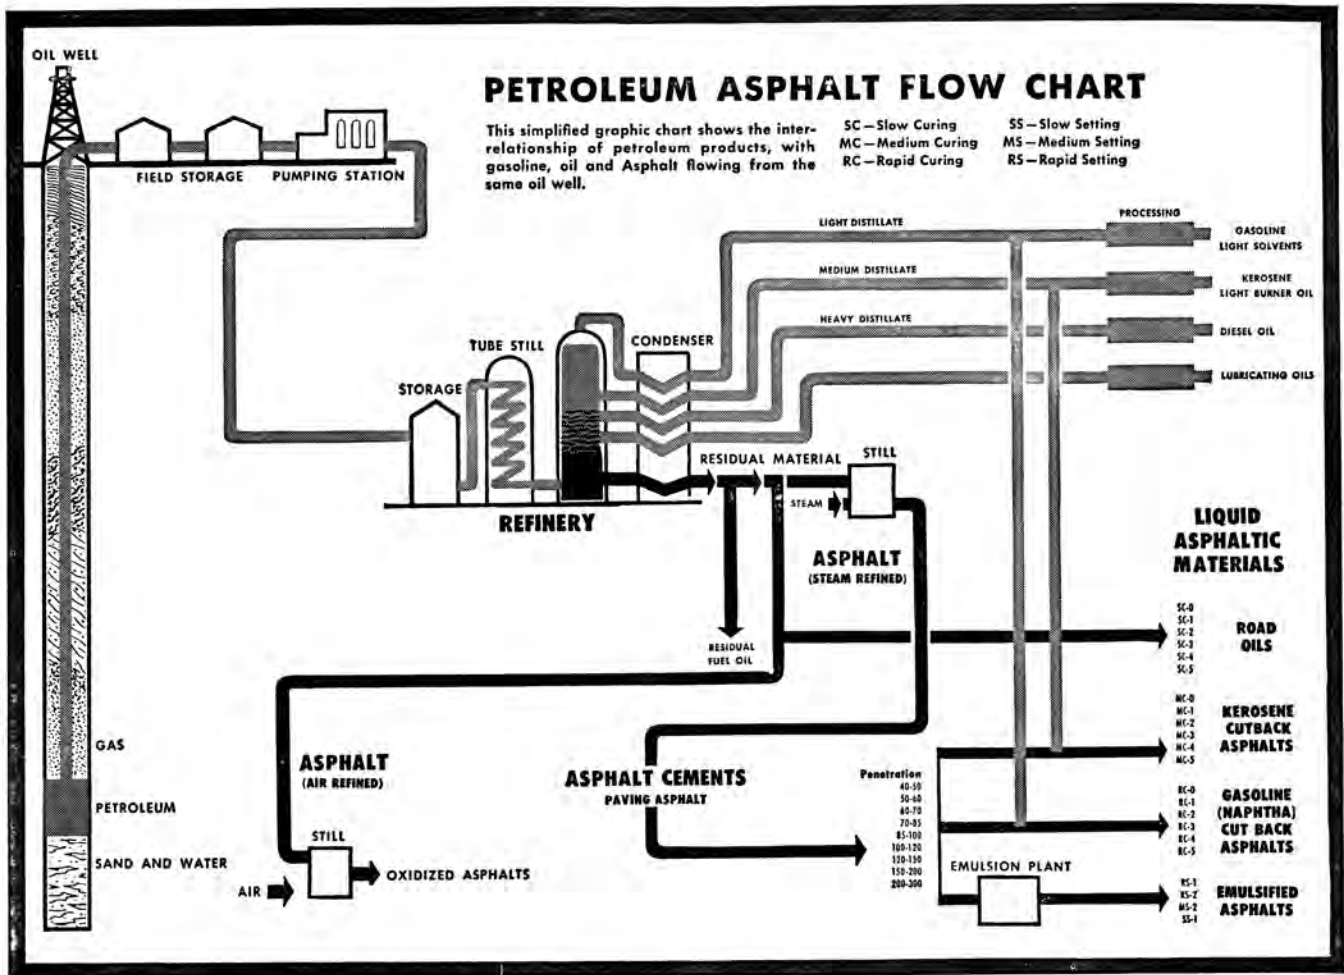 OIL WELL
PETROLEUM ASPHALT FLOW CHART
This simplified graphic chart shows the inter-
relationship of petroleum products, with
gasoline, oil and Asphalt flowing from the
same oil well.
SC—Slow Curing
MC—Medium Curing
RC—Rapid Curing
SS—Slow Setting
MS—Medium Setting
RS—Rapid Setting
FIELD STORAGE
PUMPING STATION
LIGHT DISTILLATE
MEDIUM DISTILLATE
HEAVY DISTILLATE
PROCESSING
GASOLINE
LIGHT SOLVENTS
KEROSENE
LIGHT BURNER OIL
DIESEL OIL
LUBRICATING OILS
STORAGE
TUBE STILL
CONDENSER
REFINERY
RESIDUAL MATERIAL
STILL
STEAM
ASPHALT
(STEAM REFINED)
RESIDUAL
FUEL OIL
LIQUID
ASPHALTIC
MATERIALS
SC-0
SC-1
SC-2
SC-3
SC-4
SC-5
ROAD
OILS
MC-0
MC-1
MC-2
MC-3
MC-4
MC-5
KEROSENE
CUTBACK
ASPHALTS
RC-0
RC-1
RC-2
RC-3
RC-4
RC-5
GASOLINE
(NAPHTHA)
CUT BACK
ASPHALTS
RS-1
RS-2
MS-2
SS-1
EMULSIFIED
ASPHALTS
GAS
PETROLEUM
SAND AND WATER
ASPHALT
(AIR REFINED)
STILL
AIR
OXIDIZED ASPHALTS
ASPHALT CEMENTS
PAVING ASPHALT
Penetration
40-50
50-60
60-70
70-85
85-100
100-120
120-150
150-200
200-300
EMULSION PLANT